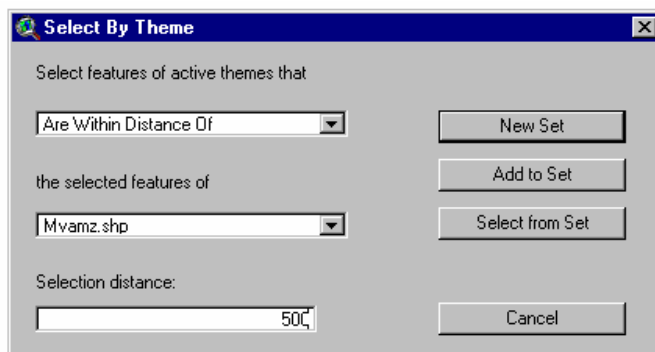 Select By Theme
Select features of active themes that
Are Within Distance Of
New Set
Add to Set
the selected features of
Mvamz.shp
Select from Set
Selection distance:
500
Cancel